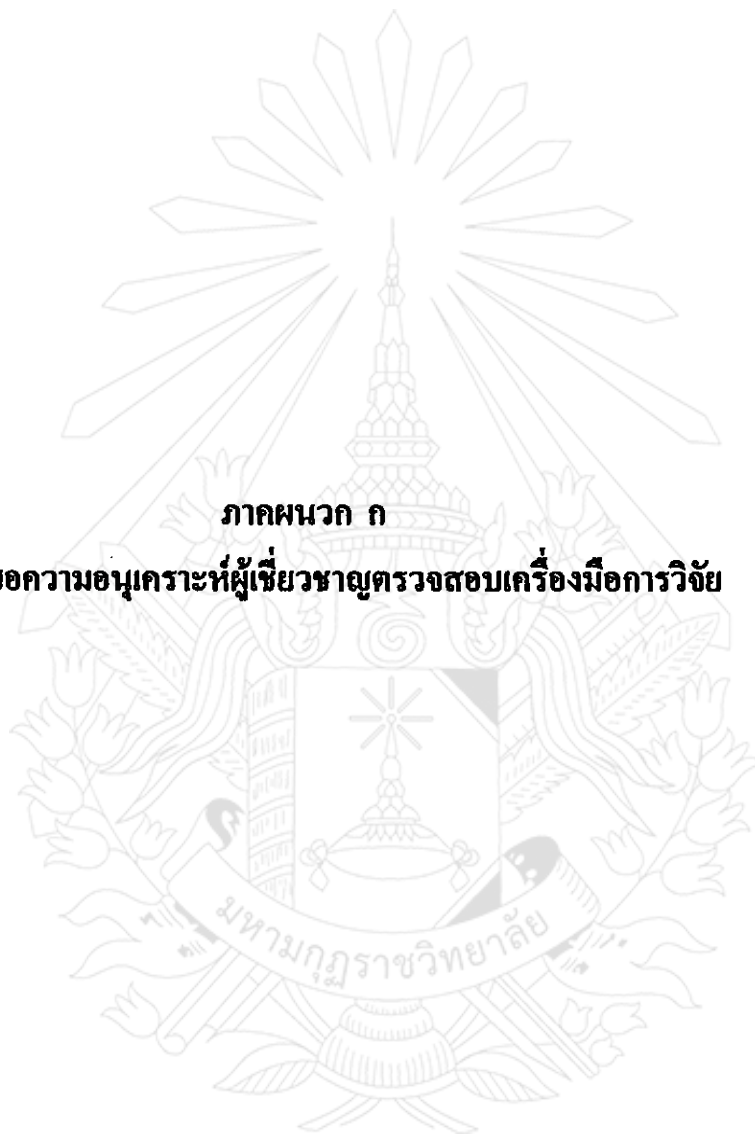 ภาคผนวก ก
ขอความอนุเคราะห์ผู้เชี่ยวชาญตรวจสอบเครื่องมือการวิจัย
มหามกุฏราชวิทยาลัย